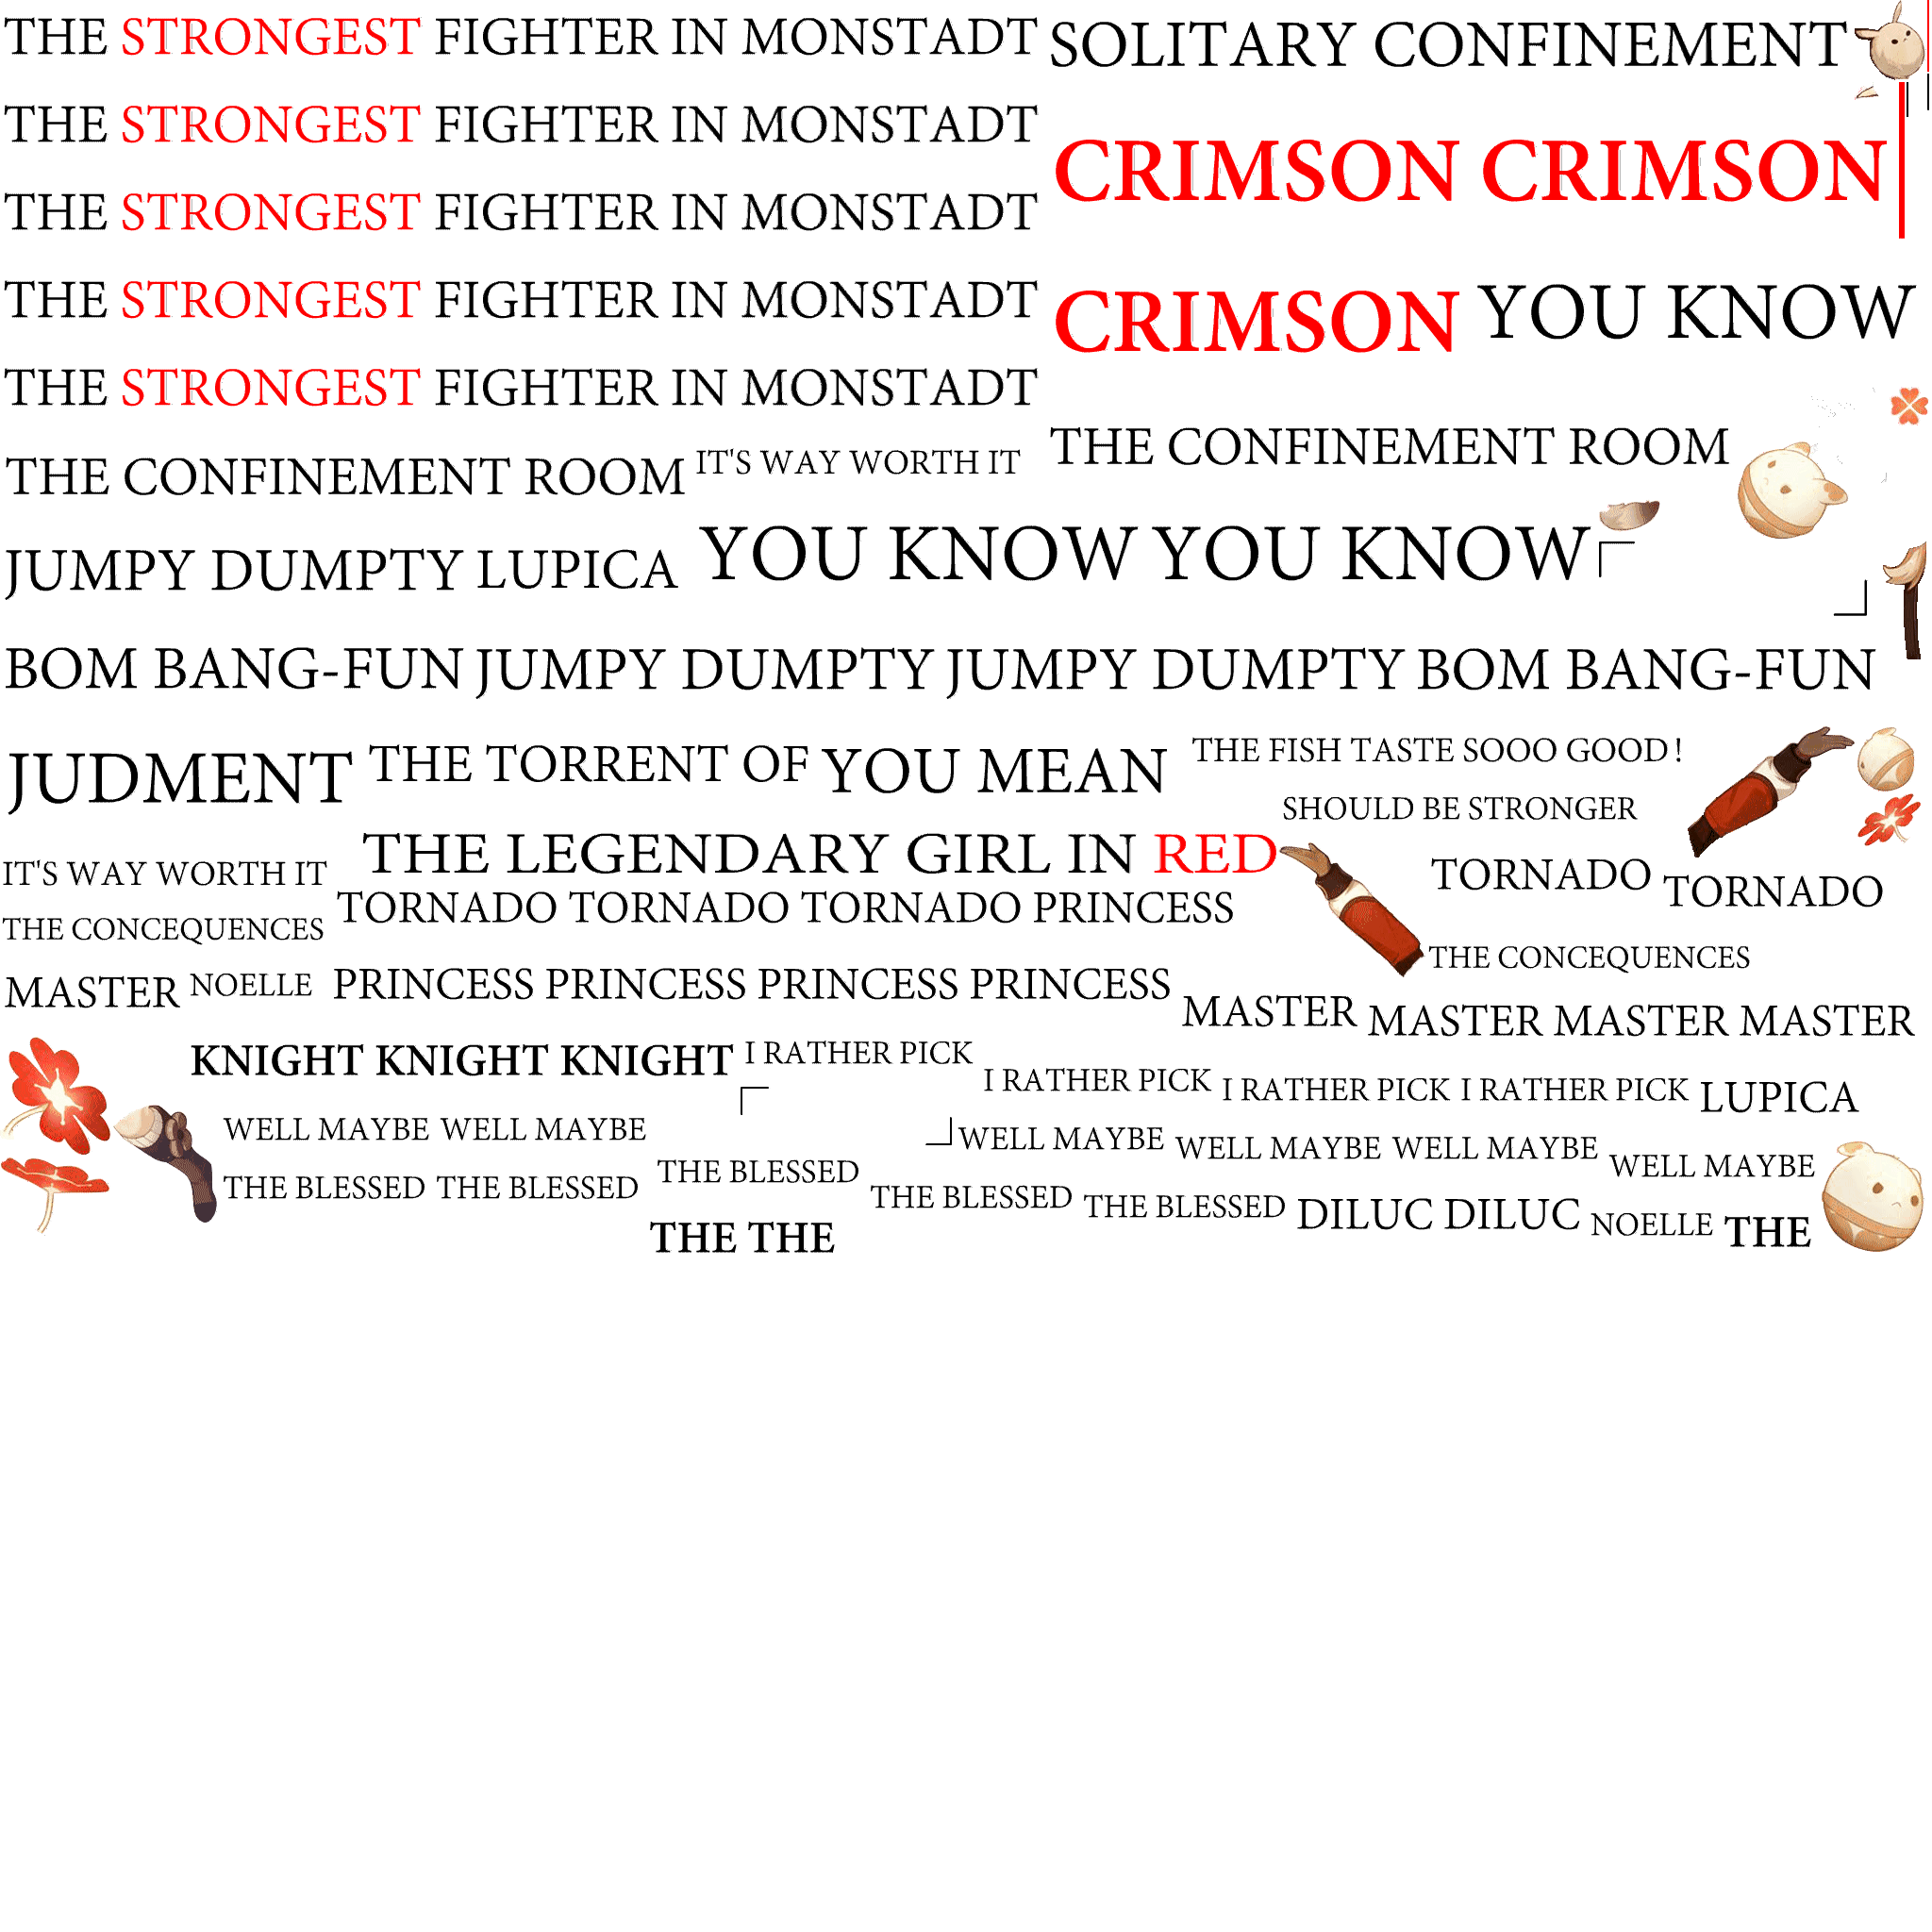 THE STRONGEST FIGHTER IN MONSTADT SOLITARY CONFINEMENT
THE STRONGEST FIGHTER IN MONSTADT
CRIMSON CRIMSON
THE STRONGEST FIGHTER IN MONSTADT
THE STRONGEST FIGHTER IN MONSTADT
CRIMSON YOU KNOW
THE STRONGEST FIGHTER IN MONSTADT
THE CONFINEMENT ROOM IT'S WAY WORTH IT THE CONFINEMENT ROOM
JUMPY DUMPTY LUPICA YOU KNOW YOU KNOW
BOM BANG-FUN JUMPY DUMPTY JUMPY DUMPTY BOM BANG-FUN
JUDMENT THE TORRENT OF YOU MEAN THE FISH TASTE SOOO GOOD!
SHOULD BE STRONGER
THE LEGENDARY GIRL IN RED
IT'S WAY WORTH IT
TORNADO TORNADO
TORNADO TORNADO TORNADO PRINCESS
THE CONCEQUENCES
THE CONCEQUENCES
MASTER NOELLE PRINCESS PRINCESS PRINCESS PRINCESS
MASTER MASTER MASTER MASTER
KNIGHT KNIGHT KNIGHT I RATHER PICK
I RATHER PICK I RATHER PICK I RATHER PICK LUPICA
WELL MAYBE WELL MAYBE
WELL MAYBE WELL MAYBE WELL MAYBE WELL MAYBE
THE BLESSED THE BLESSED THE BLESSED
THE BLESSED THE BLESSED DILUC DILUC NOELLE THE
THE THE